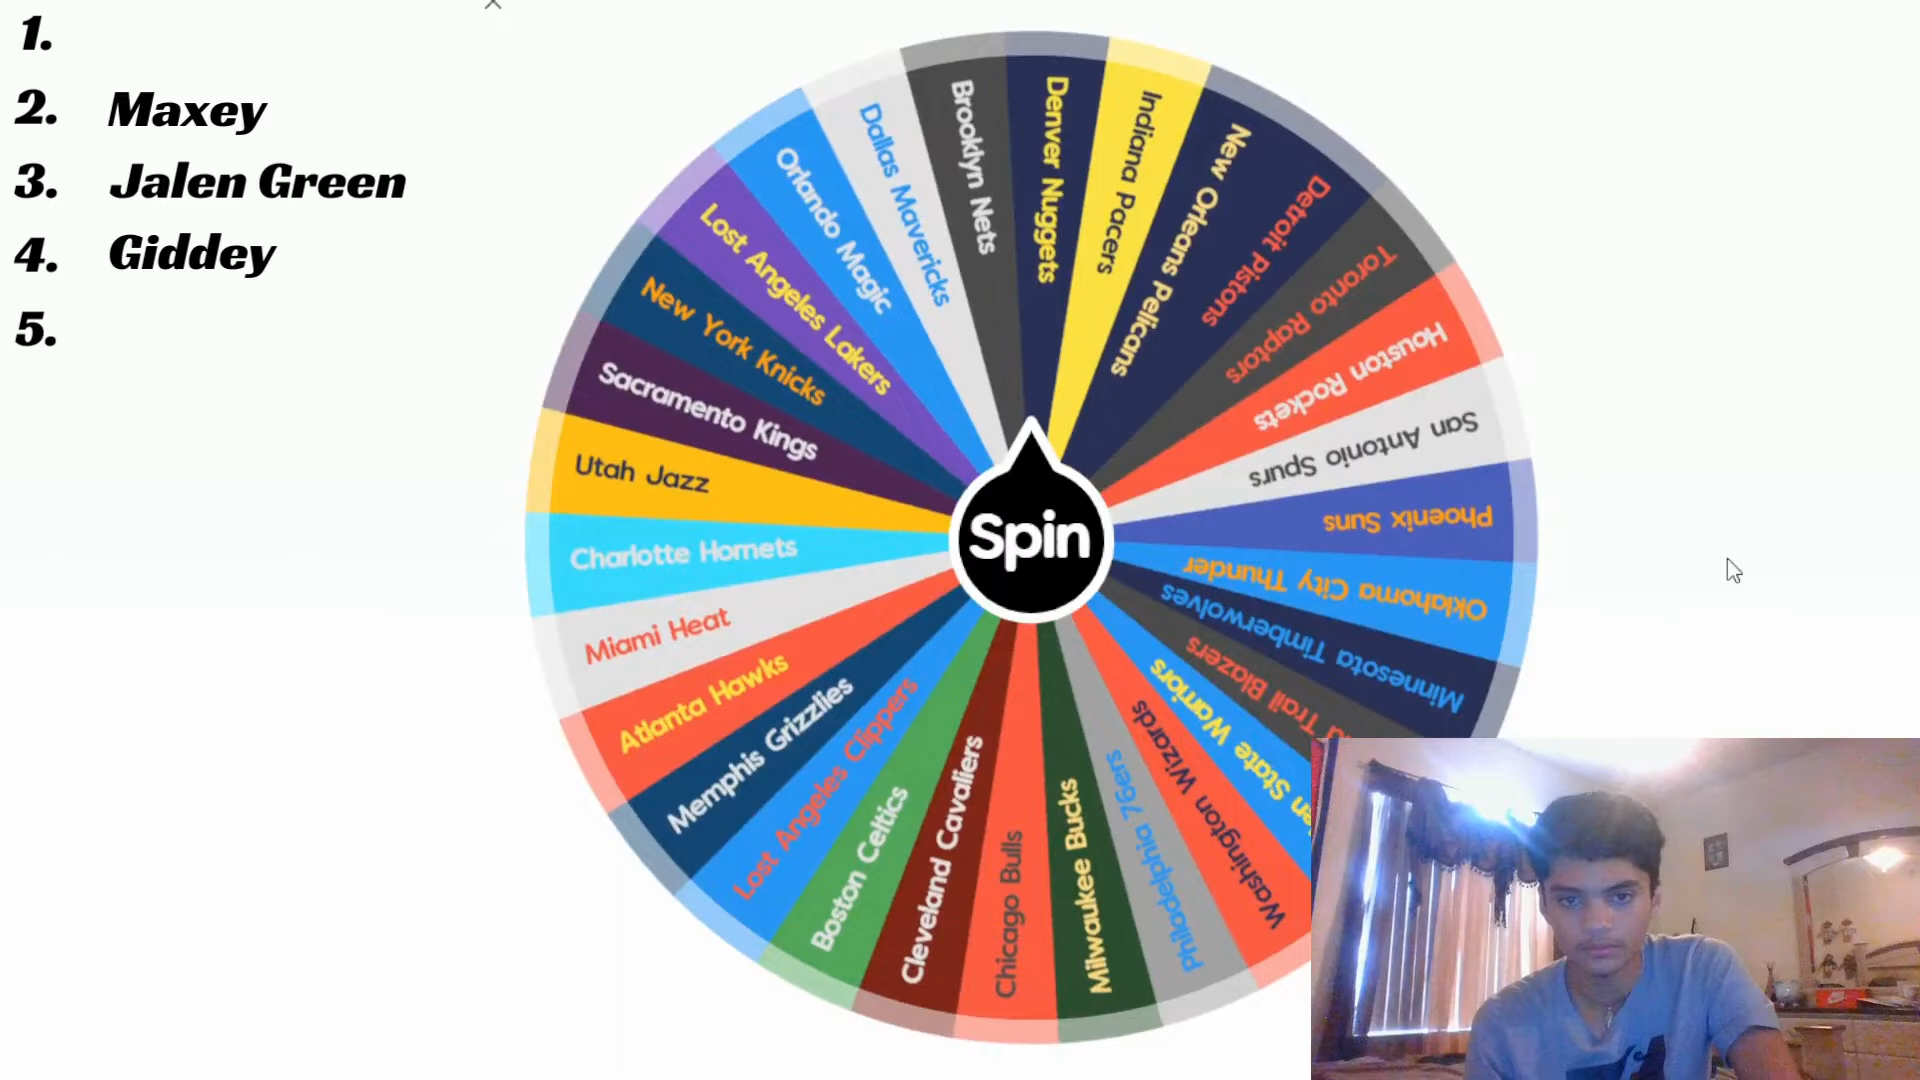 1.
2. Maxey
3. Jalen Green
4. Giddey
5.
Denver Nuggets
Indiana Pacers
New Orleans Pelicans
Detroit Pistons
Toronto Raptors
Houston Rockets
San Antonio Spurs
Phoenix Suns
Oklahoma City Thunder
Minnesota Timberwolves
Trail Blazers
State Warriors
Washington Wizards
Philadelphia 76ers
Milwaukee Bucks
Chicago Bulls
Cleveland Cavaliers
Boston Celtics
Lost Angeles Clippers
Memphis Grizzlies
Atlanta Hawks
Miami Heat
Charlotte Hornets
Utah Jazz
Sacramento Kings
New York Knicks
Lost Angeles Lakers
Orlando Magic
Dallas Mavericks
Brooklyn Nets
Spin